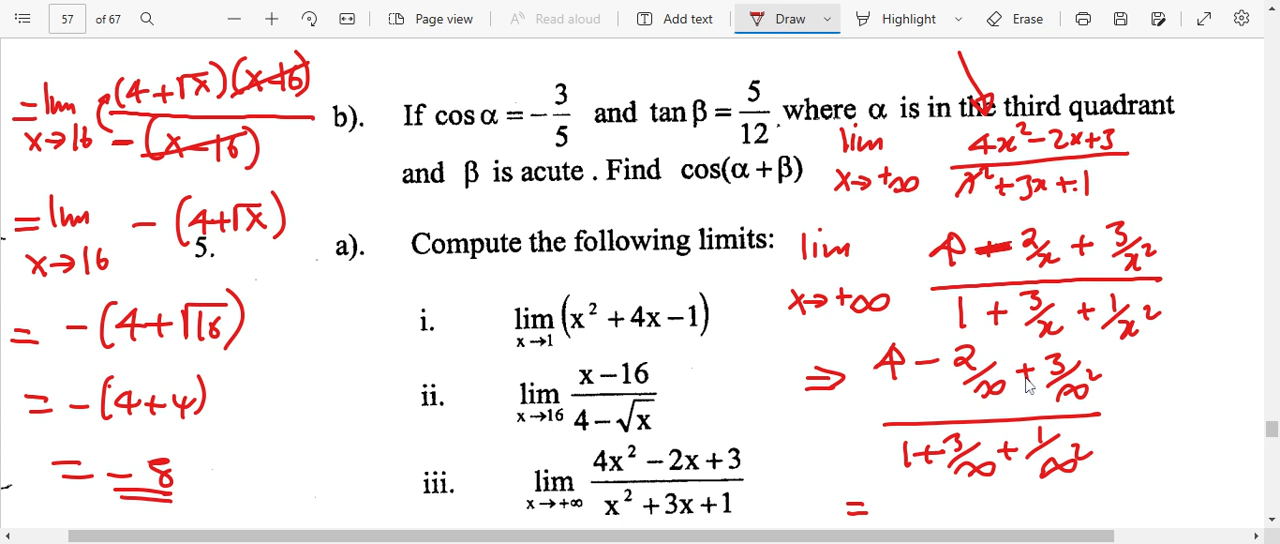 57 of 67 Page view Read aloud Add text Draw Highlight Erase
= lim x→16 (4+√x)(x-16) / -(x-16)
= lim x→16 -(4+√x)
= -(4+√16)
= -(4+4)
= -8
b). If cos α = -3/5 and tan β = 5/12, where α is in the third quadrant
and β is acute . Find cos(α + β)
5. a). Compute the following limits:
i. lim x→1 (x² + 4x - 1)
ii. lim x→16 x - 16 / 4 - √x
iii. lim x→+∞ 4x² - 2x + 3 / x² + 3x + 1
lim x→+∞ 4x² - 2x + 3 / x² + 3x + 1
lim x→+∞ 4 - 2/x + 3/x² / 1 + 3/x + 1/x²
⇒ 4 - 2/∞ + 3/∞² / 1 + 3/∞ + 1/∞²
=